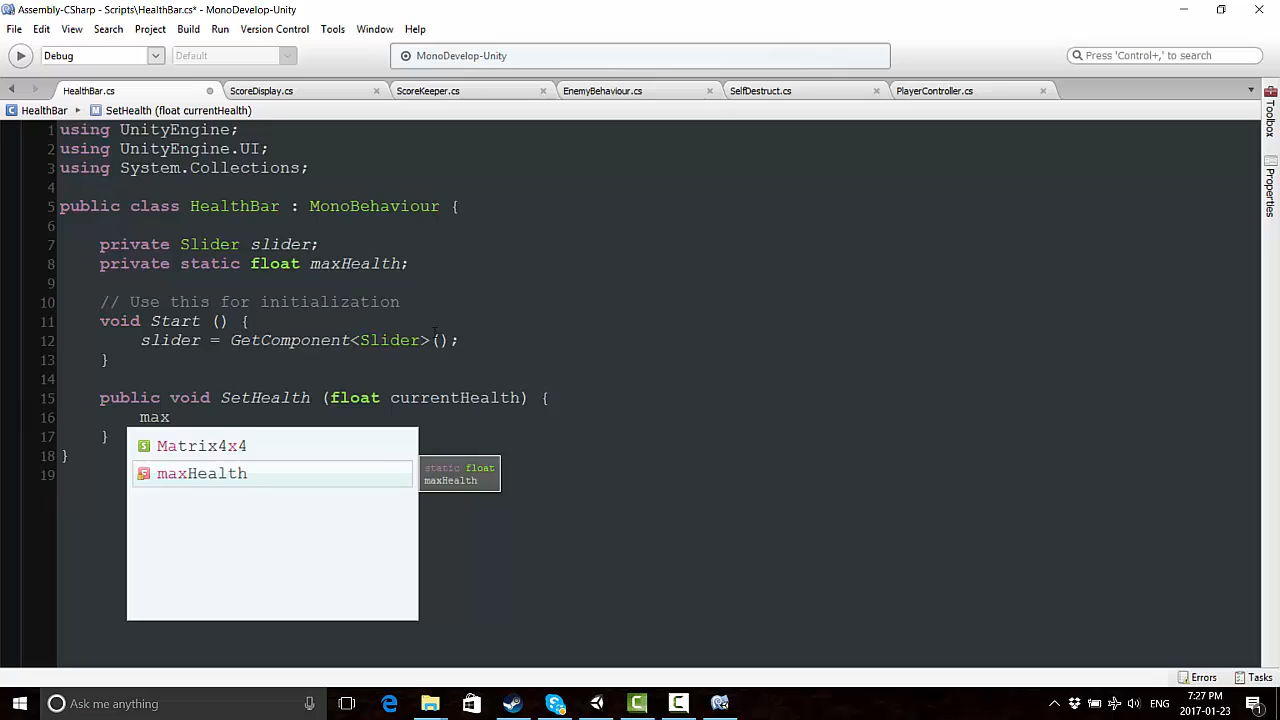 Assembly-CSharp - Scripts\HealthBar.cs* - MonoDevelop-Unity
File Edit View Search Project Build Run Version Control Tools Window Help
Debug Default MonoDevelop-Unity Press 'Control+,' to search
HealthBar.cs ScoreDisplay.cs ScoreKeeper.cs EnemyBehaviour.cs SelfDestruct.cs PlayerController.cs
HealthBar SetHealth (float currentHealth)
Toolbox
Properties
1 using UnityEngine;
2 using UnityEngine.UI;
3 using System.Collections;
4
5 public class HealthBar : MonoBehaviour {
6
7 private Slider slider;
8 private static float maxHealth;
9
10 // Use this for initialization
11 void Start () {
12 slider = GetComponent<Slider>();
13 }
14
15 public void SetHealth (float currentHealth) {
16 max
17 }
18 }
19
Matrix4x4
maxHealth
static float
maxHealth
Errors Tasks
Ask me anything
ENG
7:27 PM
2017-01-23